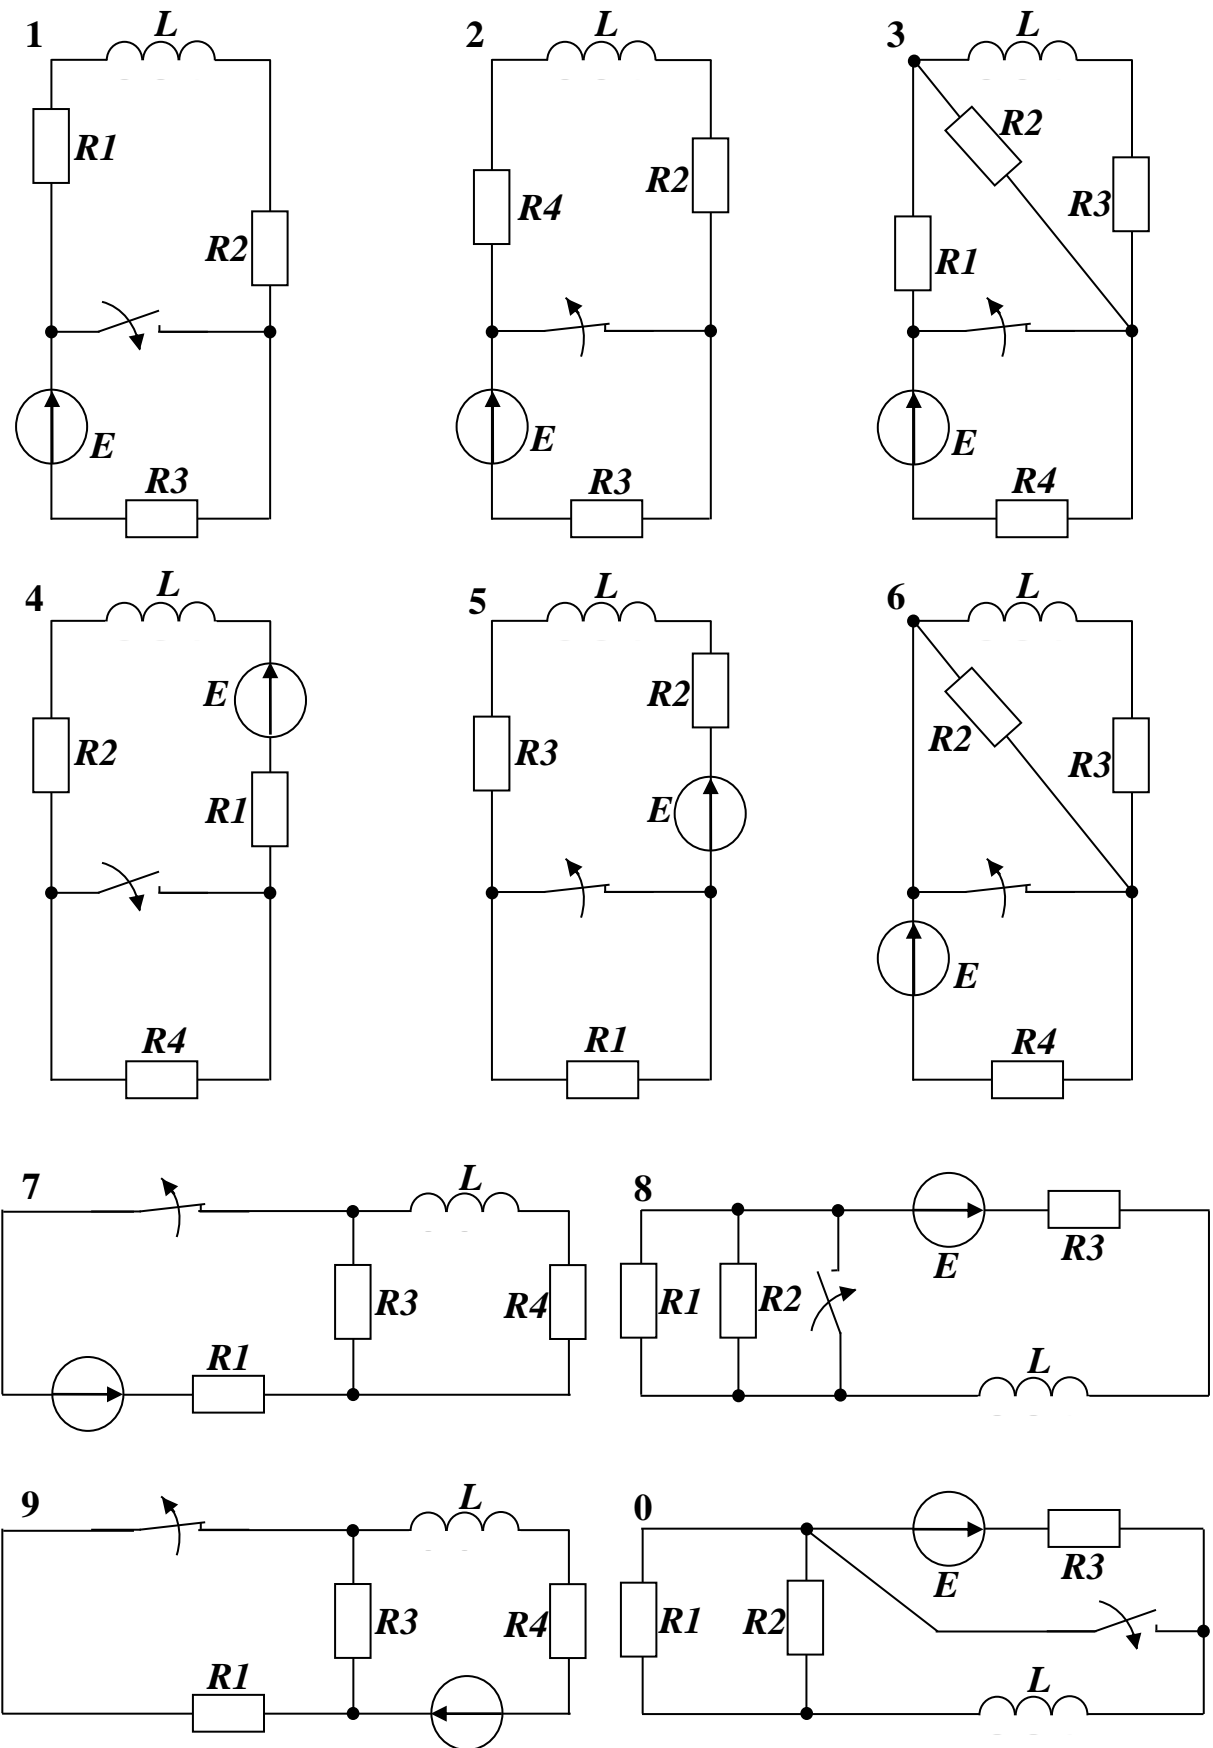 1 L 2 L 3 L
R1 R4 R2 R2 R3
R2 R1
E E E
R3 R3 R4
4 L 5 L 6 L
E R2 R2 R3
R2 R3
R1 E
E
R4 R1 R4
7 L 8
E R3
R3 R4 R1 R2
R1 L
9 L 0
E R3
R3 R4 R1 R2
R1 L